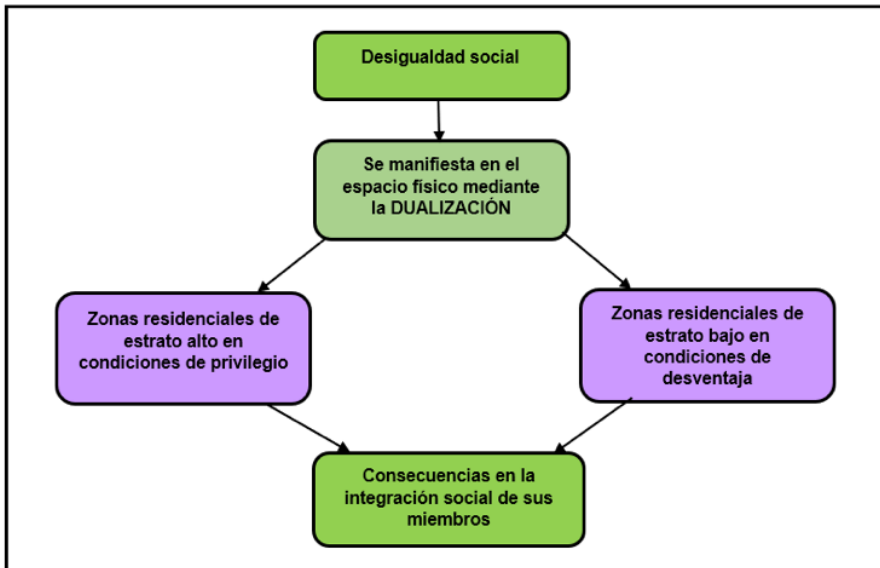 Desigualdad social
Se manifiesta en el
espacio físico mediante
la DUALIZACIÓN
Zonas residenciales de
estrato alto en
condiciones de privilegio
Zonas residenciales de
estrato bajo en
condiciones de
desventaja
Consecuencias en la
integración social de sus
miembros